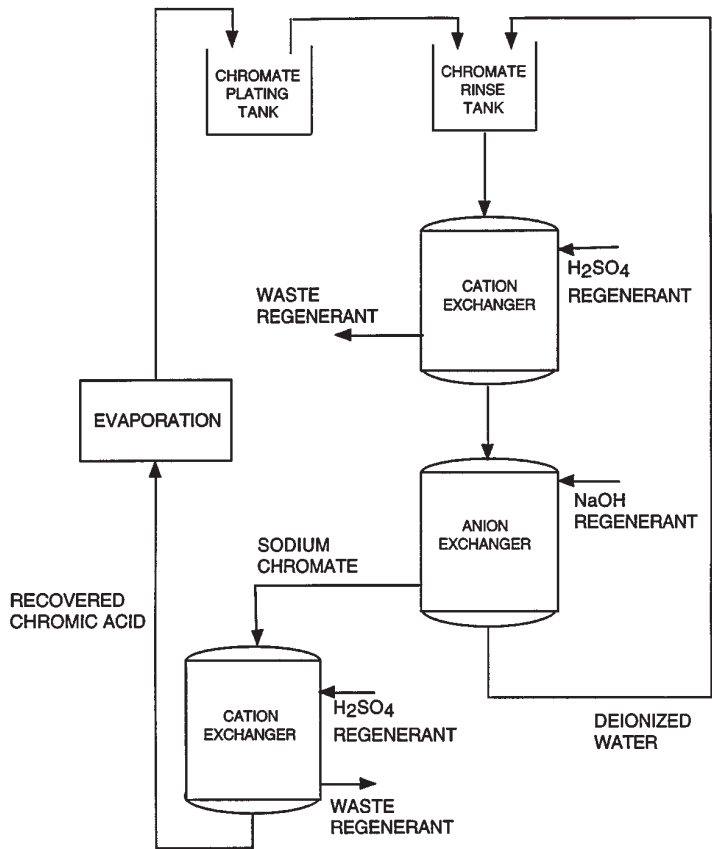 CHROMATE
PLATING
TANK
CHROMATE
RINSE
TANK
H2SO4
REGENERANT
CATION
EXCHANGER
WASTE
REGENERANT
EVAPORATION
NaOH
REGENERANT
ANION
EXCHANGER
SODIUM
CHROMATE
RECOVERED
CHROMIC ACID
H2SO4
REGENERANT
CATION
EXCHANGER
DEIONIZED
WATER
WASTE
REGENERANT